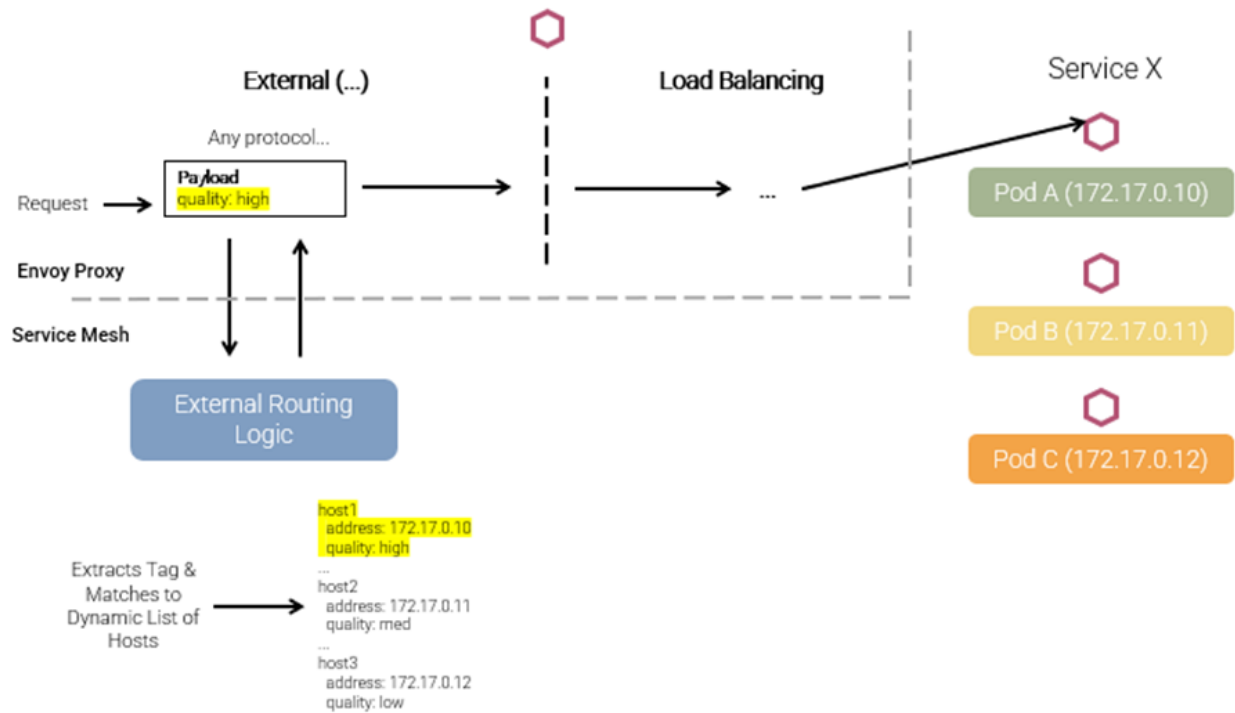 External (...)
Load Balancing
Service X
Any protocol...
Payload
quality: high
Request
...
Pod A (172.17.0.10)
Envoy Proxy
Service Mesh
Pod B (172.17.0.11)
External Routing
Logic
Pod C (172.17.0.12)
Extracts Tag &
Matches to
Dynamic List of
Hosts
host1
address: 172.17.0.10
quality: high
...
host2
address: 172.17.0.11
quality: med
...
host3
address: 172.17.0.12
quality: low